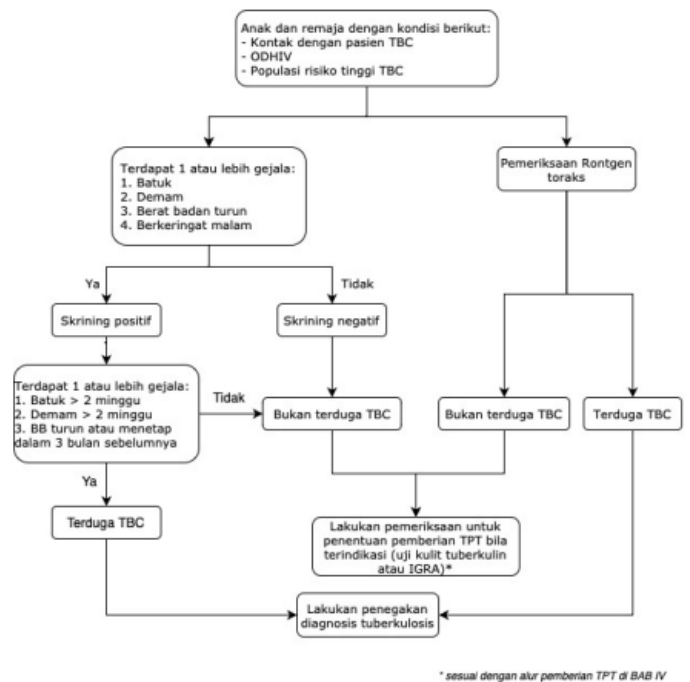 Anak dan remaja dengan kondisi berikut:
- Kontak dengan pasien TBC
- ODHIV
- Populasi risiko tinggi TBC
Terdapat 1 atau lebih gejala:
1. Batuk
2. Demam
3. Berat badan turun
4. Berkeringat malam
Pemeriksaan Rontgen
toraks
Ya
Tidak
Skrining positif
Skrining negatif
Terdapat 1 atau lebih gejala:
1. Batuk > 2 minggu
2. Demam > 2 minggu
3. BB turun atau menetap
dalam 3 bulan sebelumnya
Tidak
Bukan terduga TBC
Bukan terduga TBC
Terduga TBC
Ya
Terduga TBC
Lakukan pemeriksaan untuk
penentuan pemberian TPT bila
terindikasi (uji kulit tuberkulin
atau IGRA)*
Lakukan penegakan
diagnosis tuberkulosis
* sesuai dengan alur pemberian TPT di BAB IV